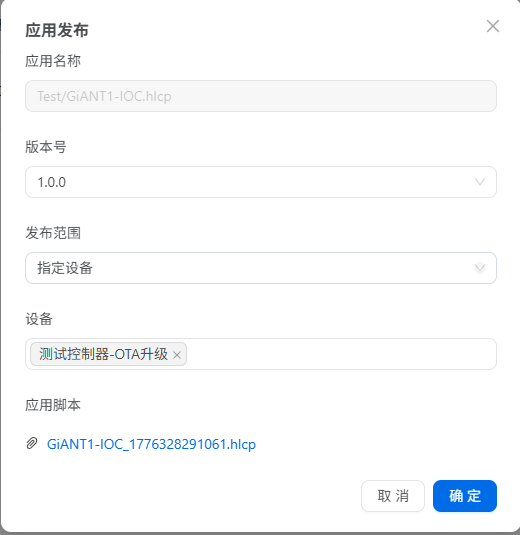 应用发布
应用名称
Test/GiANT1-IOC.hlcp
版本号
1.0.0
发布范围
指定设备
设备
测试控制器-OTA升级
应用脚本
GiANT1-IOC_1776328291061.hlcp
取 消
确 定